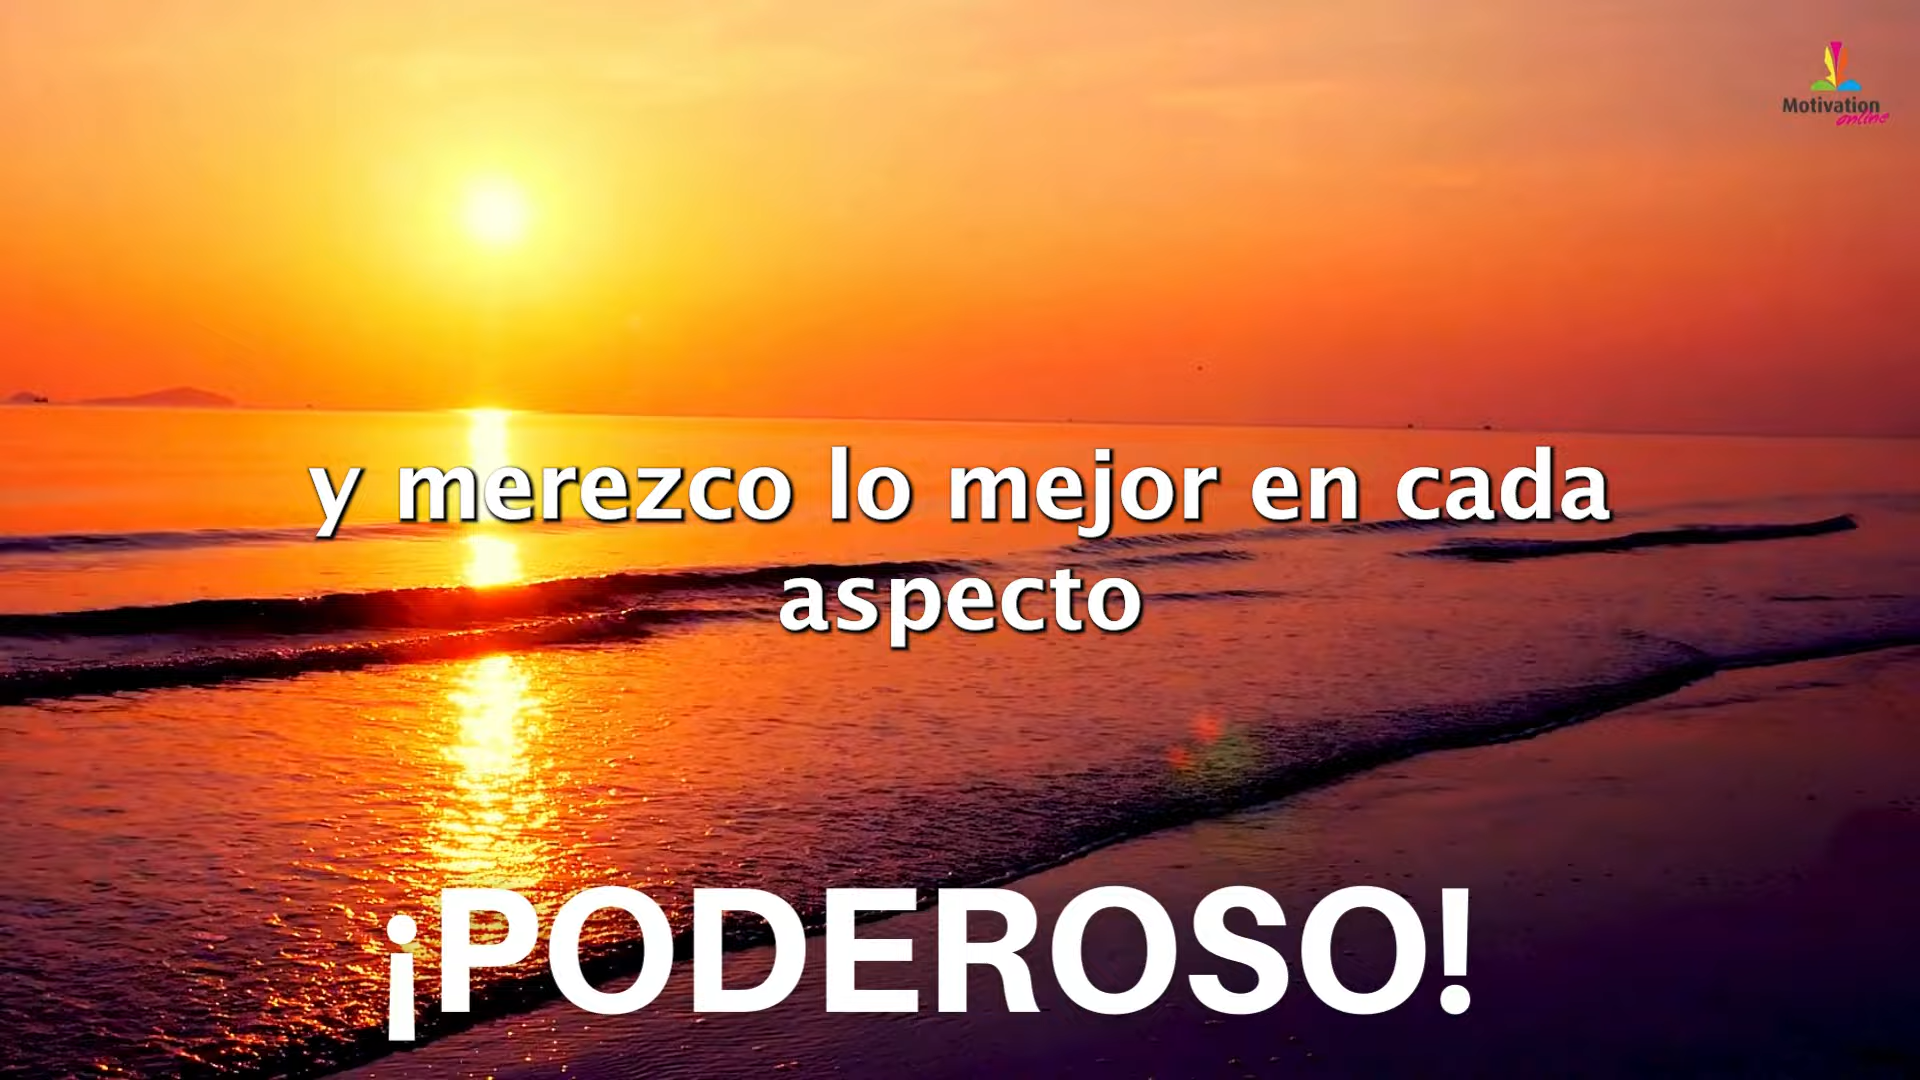 Motivation
online
y merezco lo mejor en cada
aspecto
¡PODEROSO!